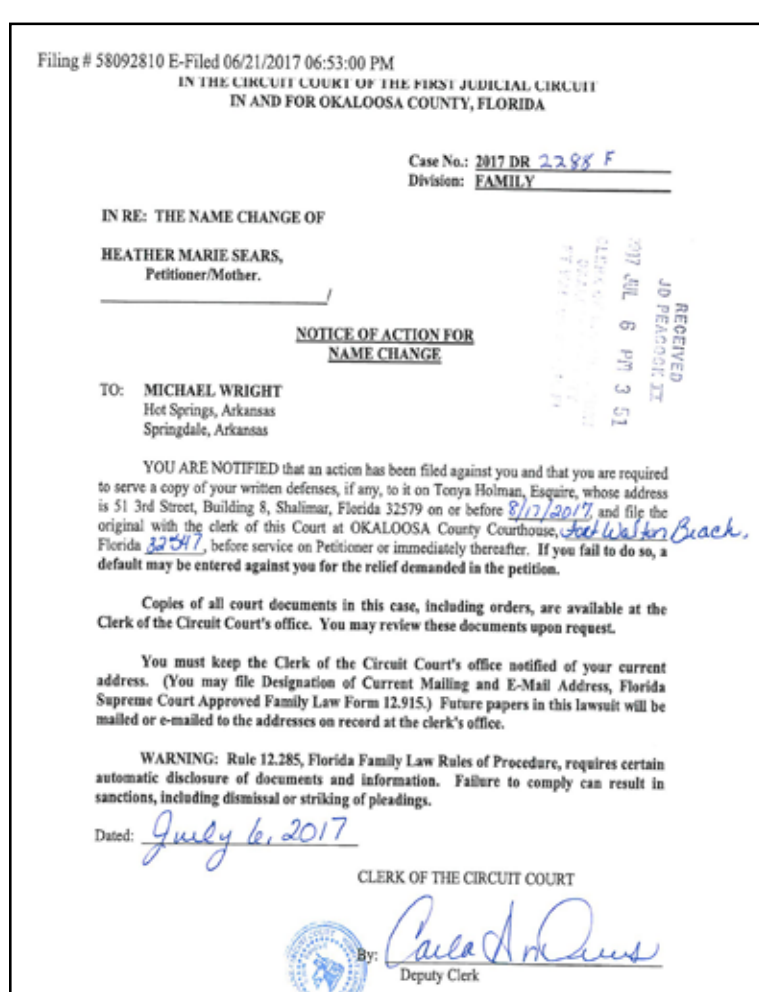 Filing # 58092810 E-Filed 06/21/2017 06:53:00 PM
IN THE CIRCUIT COURT OF THE FIRST JUDICIAL CIRCUIT
IN AND FOR OKALOOSA COUNTY, FLORIDA
Case No.: 2017 DR 2288 F
Division: FAMILY
IN RE: THE NAME CHANGE OF
HEATHER MARIE SEARS,
Petitioner/Mother.
/
RECEIVED
JD PEACOCK II
2017 JUL 6 PM 3 51
NOTICE OF ACTION FOR
NAME CHANGE
TO: MICHAEL WRIGHT
Hot Springs, Arkansas
Springdale, Arkansas
YOU ARE NOTIFIED that an action has been filed against you and that you are required
to serve a copy of your written defenses, if any, to it on Tonya Holman, Esquire, whose address
is 51 3rd Street, Building 8, Shalimar, Florida 32579 on or before 8/17/2017, and file the
original with the clerk of this Court at OKALOOSA County Courthouse, Fort Walton Beach,
Florida 32547, before service on Petitioner or immediately thereafter. If you fail to do so, a
default may be entered against you for the relief demanded in the petition.
Copies of all court documents in this case, including orders, are available at the
Clerk of the Circuit Court's office. You may review these documents upon request.
You must keep the Clerk of the Circuit Court's office notified of your current
address. (You may file Designation of Current Mailing and E-Mail Address, Florida
Supreme Court Approved Family Law Form 12.915.) Future papers in this lawsuit will be
mailed or e-mailed to the addresses on record at the clerk's office.
WARNING: Rule 12.285, Florida Family Law Rules of Procedure, requires certain
automatic disclosure of documents and information. Failure to comply can result in
sanctions, including dismissal or striking of pleadings.
Dated: July 6, 2017
CLERK OF THE CIRCUIT COURT
By: Carla
Deputy Clerk